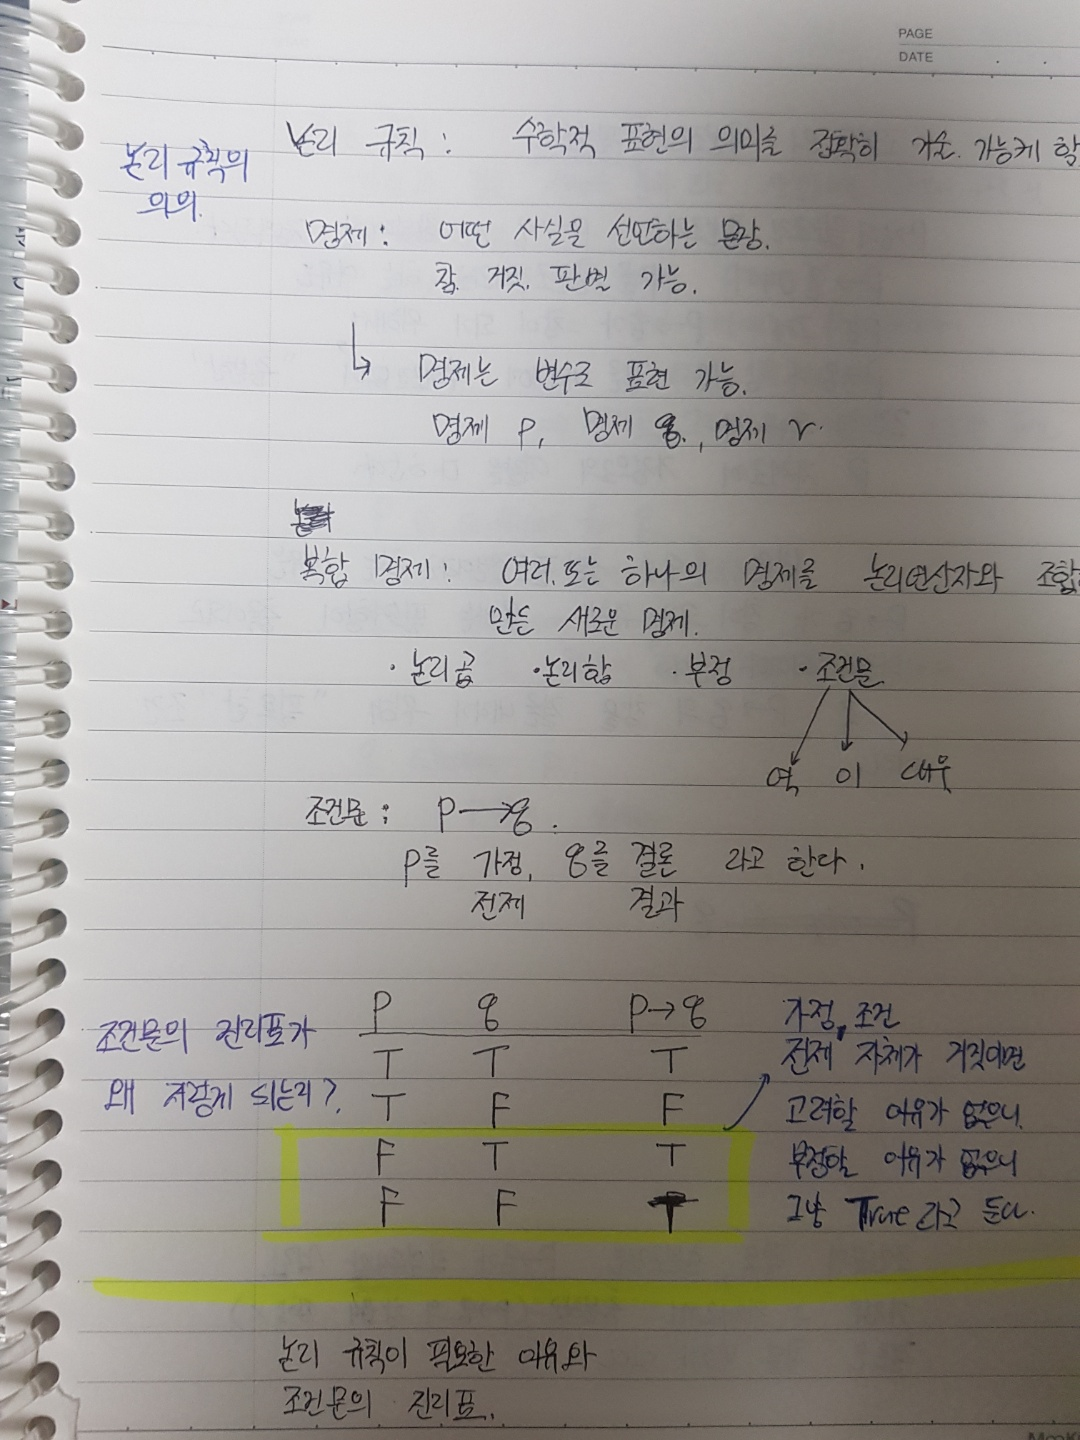 PAGE
DATE
논리 규칙의
의의.
논리 규칙 : 수학적 표현의 의미를 정확히 기술. 가능케 함
명제 : 어떤 사실을 선언하는 문장.
참. 거짓. 판별 가능.
↳ 명제는 변수로 표현 가능.
명제 p, 명제 q, 명제 r.
복합 명제 : 여러. 또는 하나의 명제를 논리연산자와 조합
만든 새로운 명제.
· 논리곱 · 논리합 · 부정 · 조건문
역 이 대우
조건문 ; P → q.
P를 가정, q를 결론 라고 한다.
전제 결과
조건문의 진리표가
왜 저렇게 되는리?
P q P → q
T T T
T F F
F T T
F F T
가정, 조건
전제 자체가 거짓이면
고려할 이유가 없으니
부정할 이유가 없으니
그냥 True 라고 둔다.
논리 규칙이 필요한 이유와
조건문의 진리표.